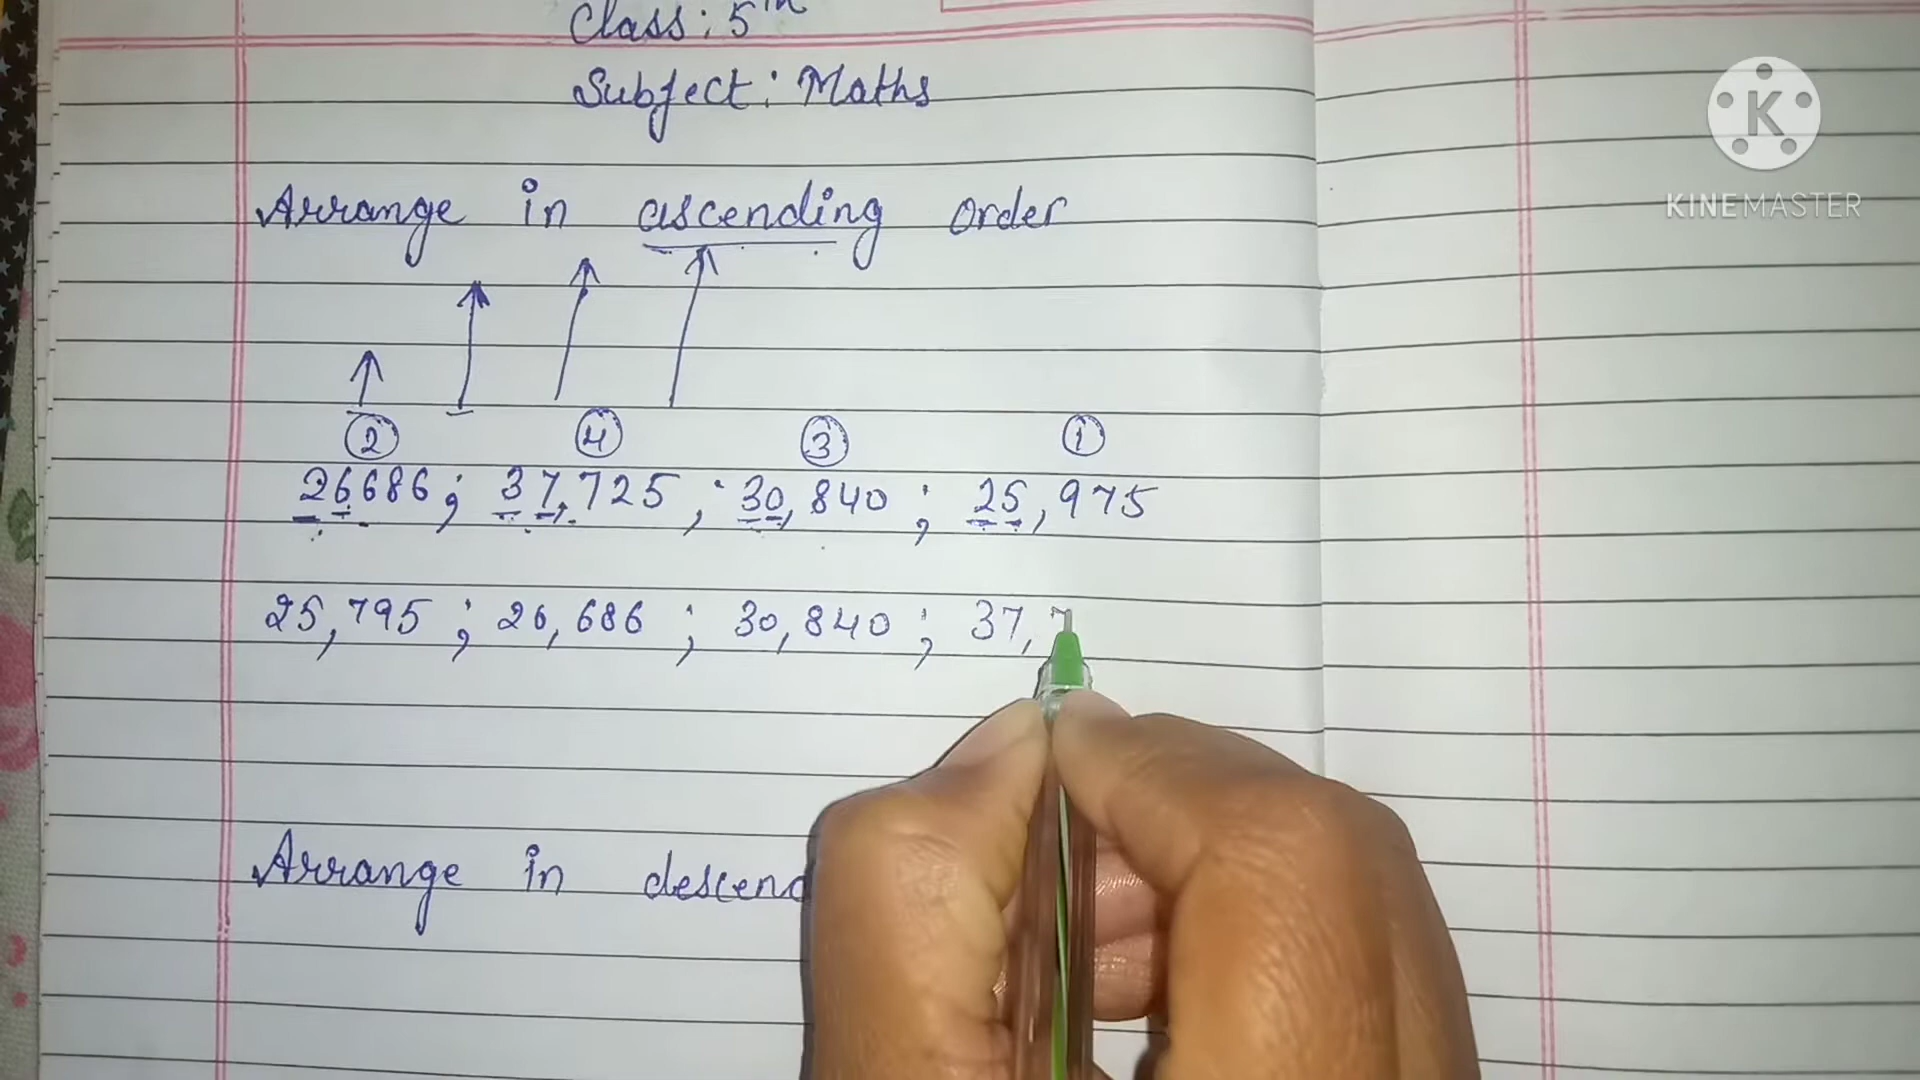 Class: 5th
Subject: Maths
K
KINEMASTER
Arrange in ascending order
2 4 3 1
26686; 37,725; 30,840; 25,975
25,795; 26,686; 30,840; 37,7
Arrange in descend